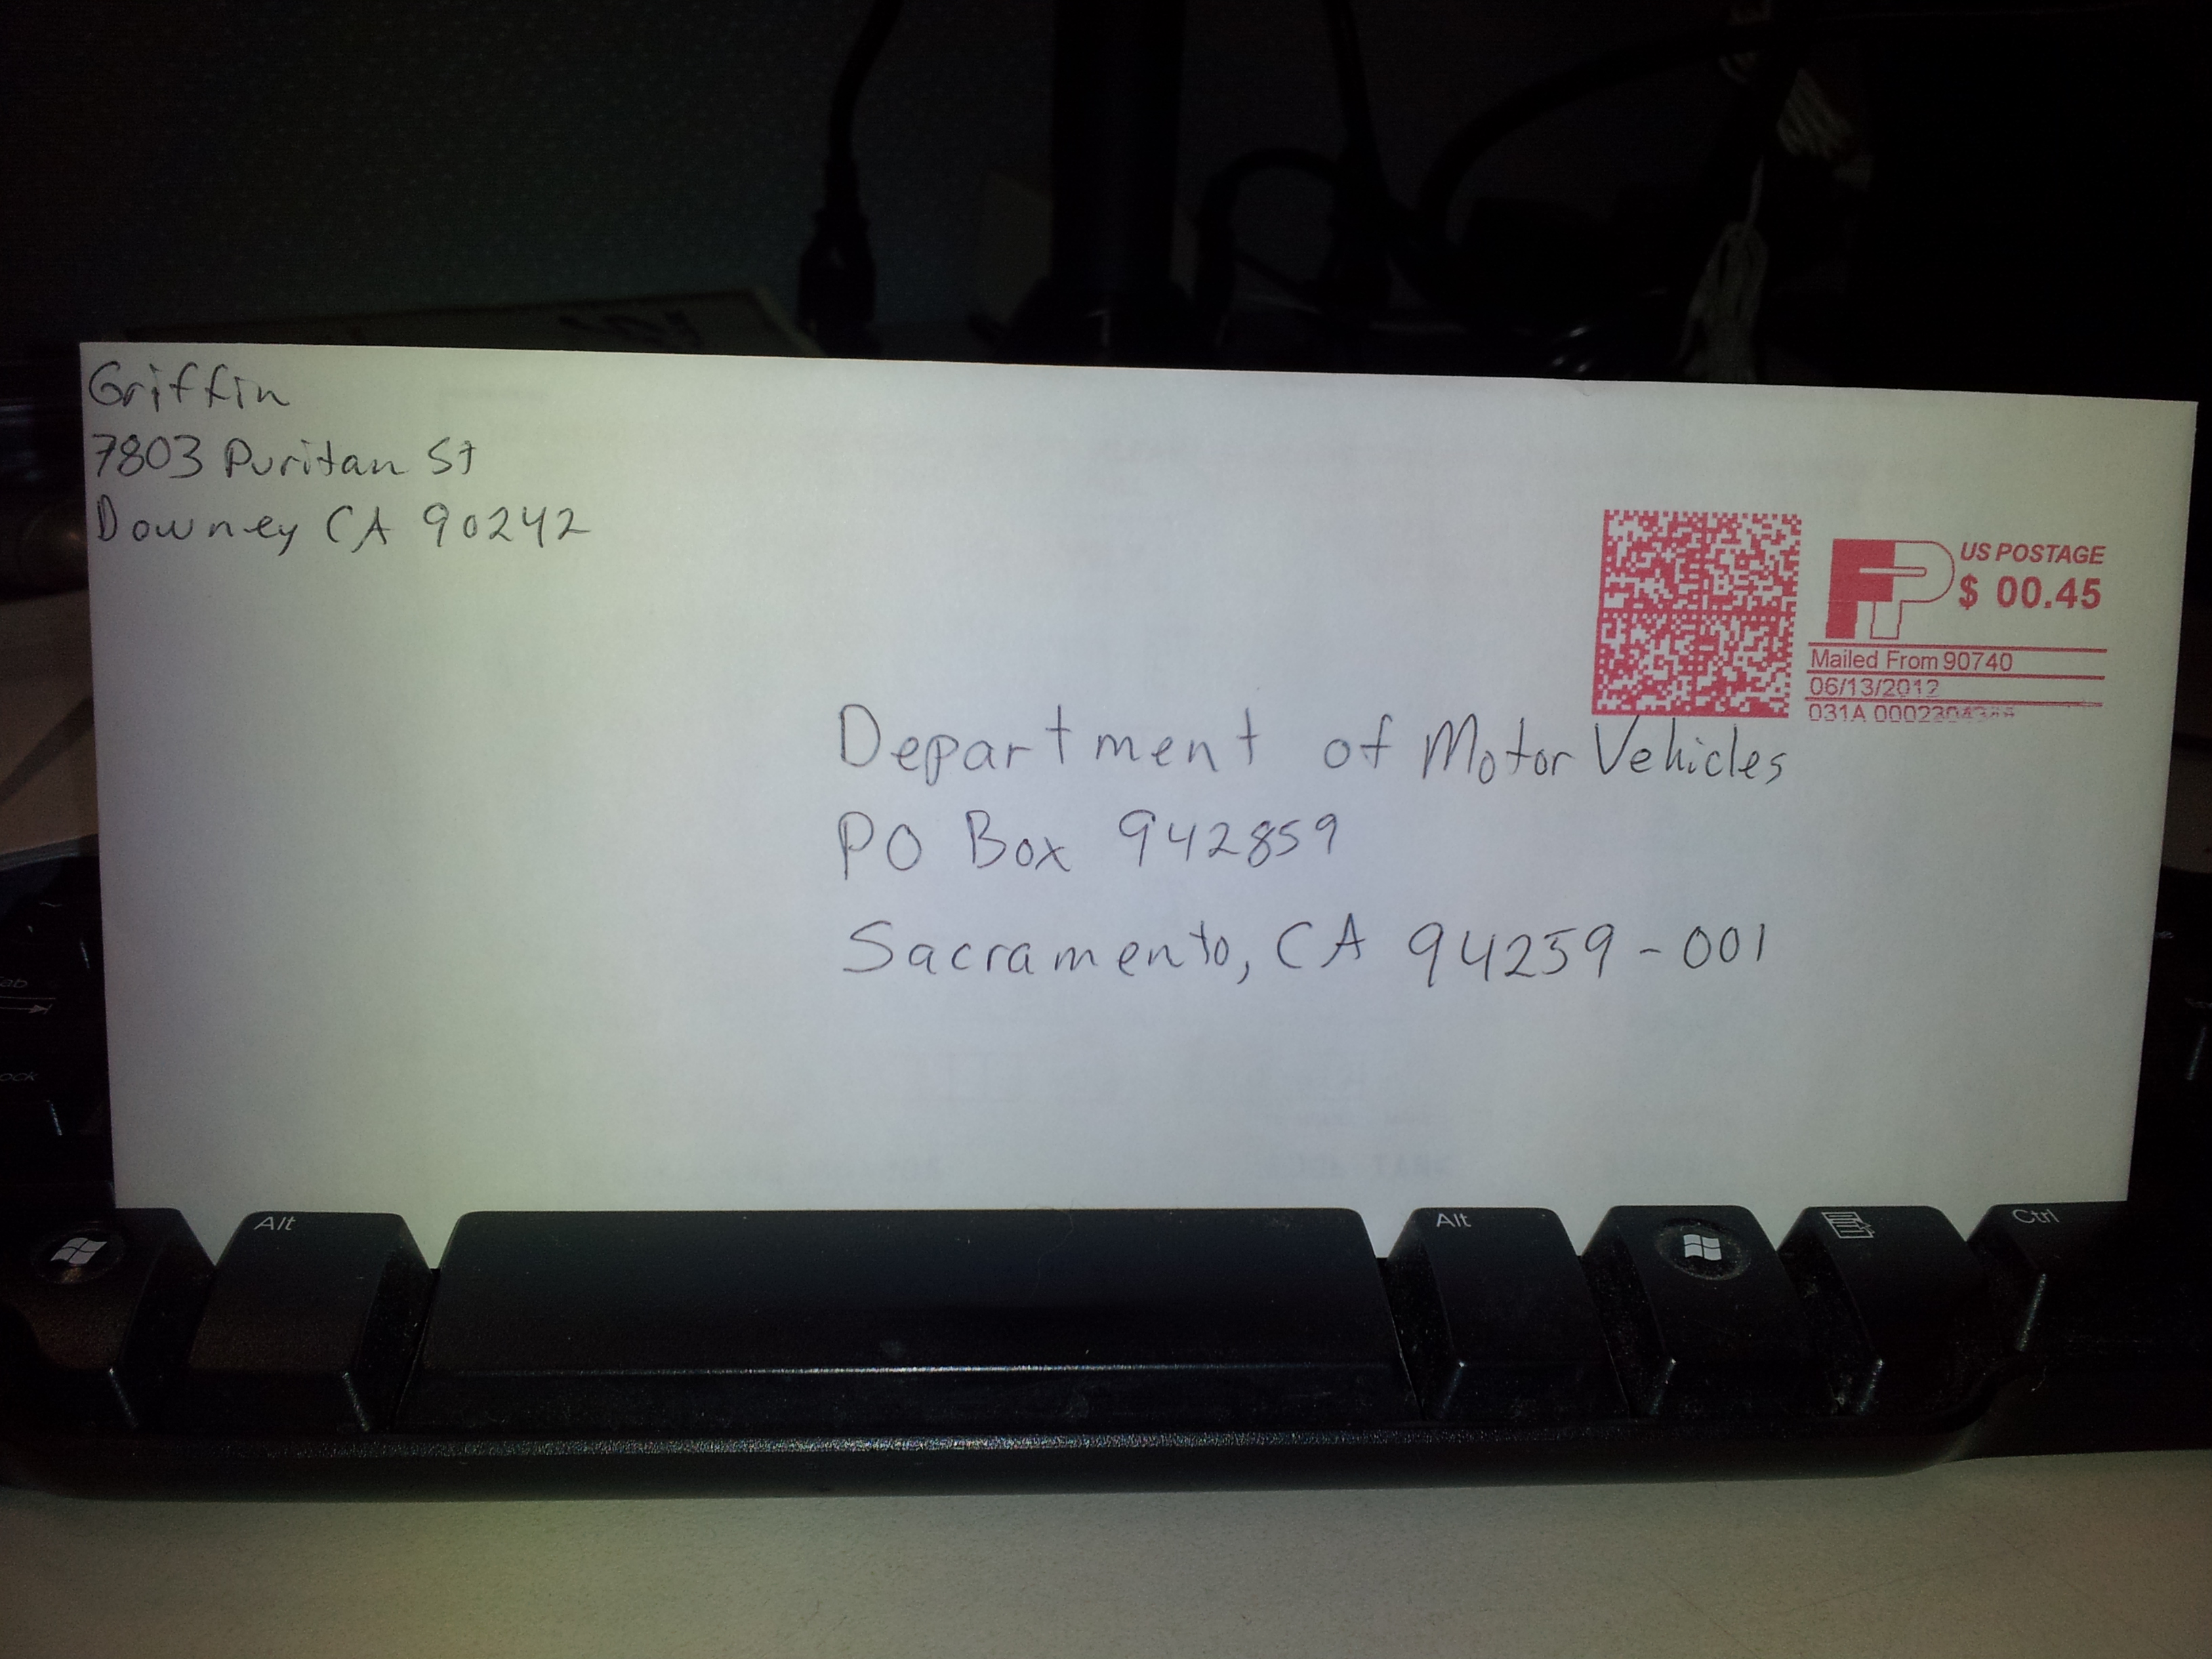 Griffin
7803 Puritan St
Downey CA 90242
US POSTAGE
$ 00.45
Mailed From 90740
06/13/2012
031A
Department of Motor Vehicles
PO Box 942859
Sacramento, CA 94259-001
Alt
Alt
Ctrl